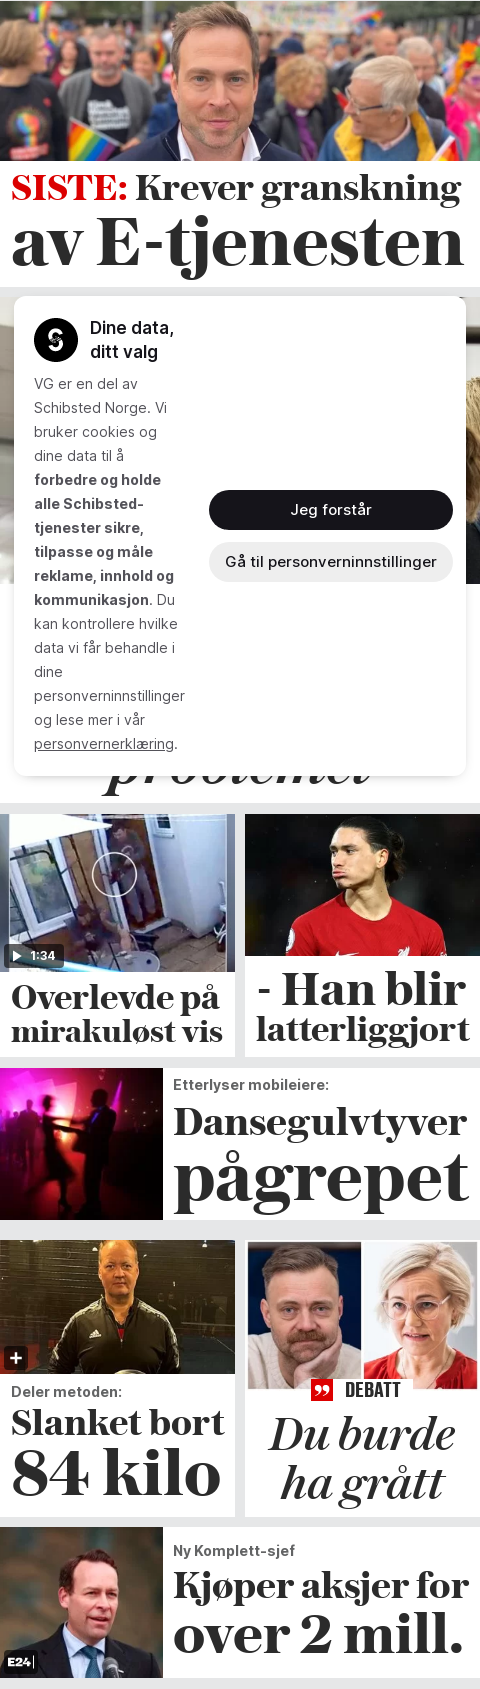 SISTE: Krever granskning
av E-tjenesten
Dine data,
ditt valg
VG er en del av
Schibsted Norge. Vi
bruker cookies og
dine data til å
forbedre og holde
alle Schibsted-
tjenester sikre,
tilpasse og måle
reklame, innhold og
kommunikasjon. Du
kan kontrollere hvilke
data vi får behandle i
dine
personverninnstillinger
og lese mer i vår
personvernerklæring.
Jeg forstår
Gå til personverninnstillinger
problemet
1:34
Overlevde på
mirakuløst vis
- Han blir
latterliggjort
Etterlyser mobileiere:
Dansegulvtyver
pågrepet
Deler metoden:
Slanket bort
84 kilo
DEBATT
Du burde
ha grått
Ny Komplett-sjef
Kjøper aksjer for
over 2 mill.
E24